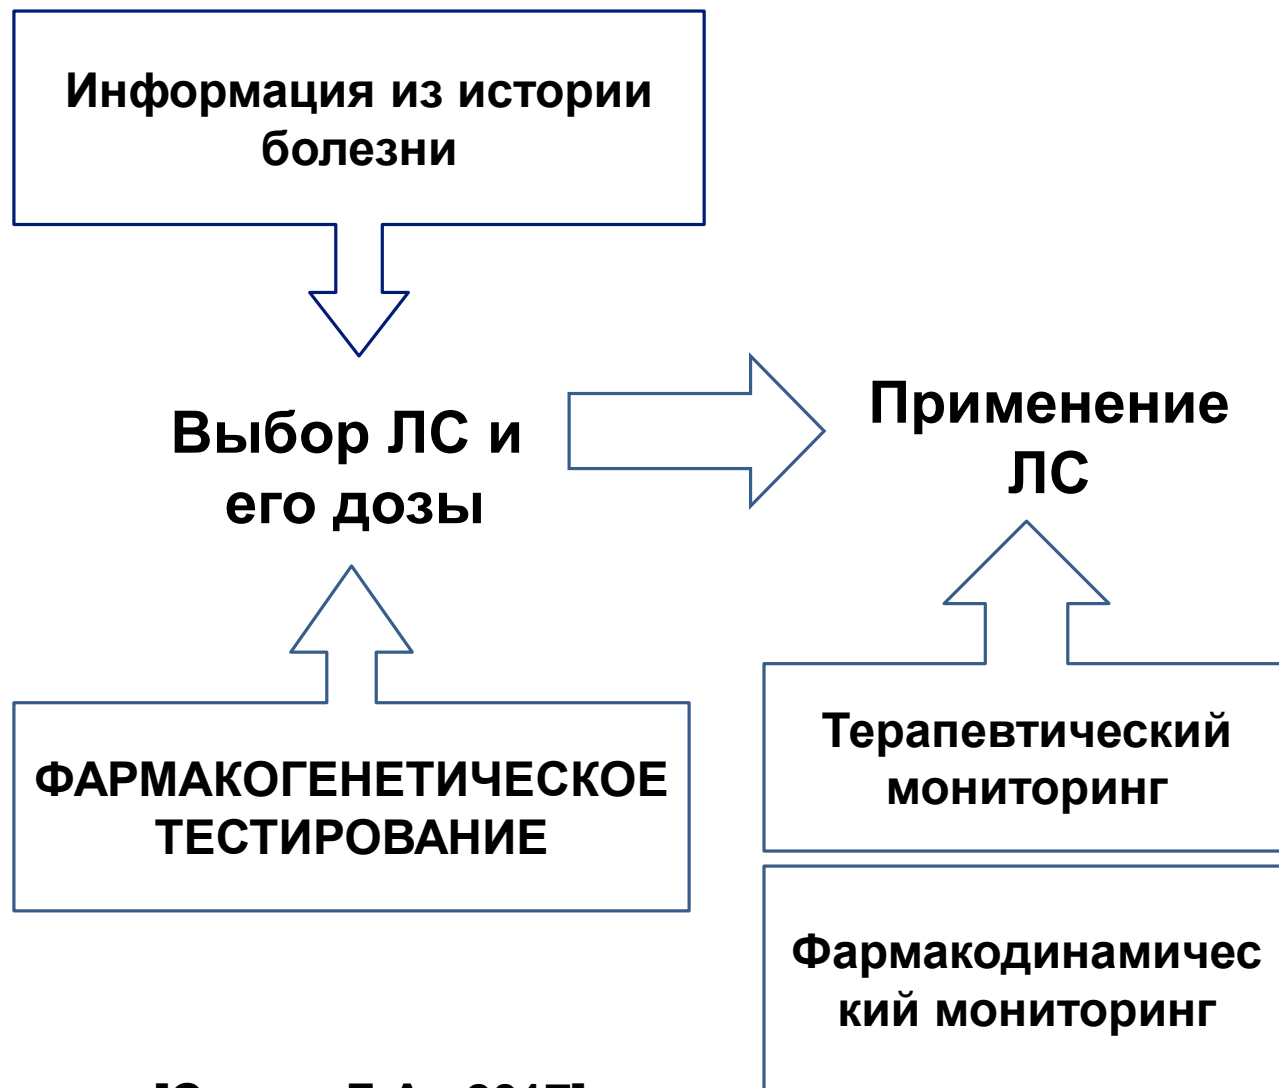 Информация из истории
болезни
Выбор ЛС и
его дозы
Применение
ЛС
ФАРМАКОГЕНЕТИЧЕСКОЕ
ТЕСТИРОВАНИЕ
Терапевтический
мониторинг
Фармакодинамичес
кий мониторинг